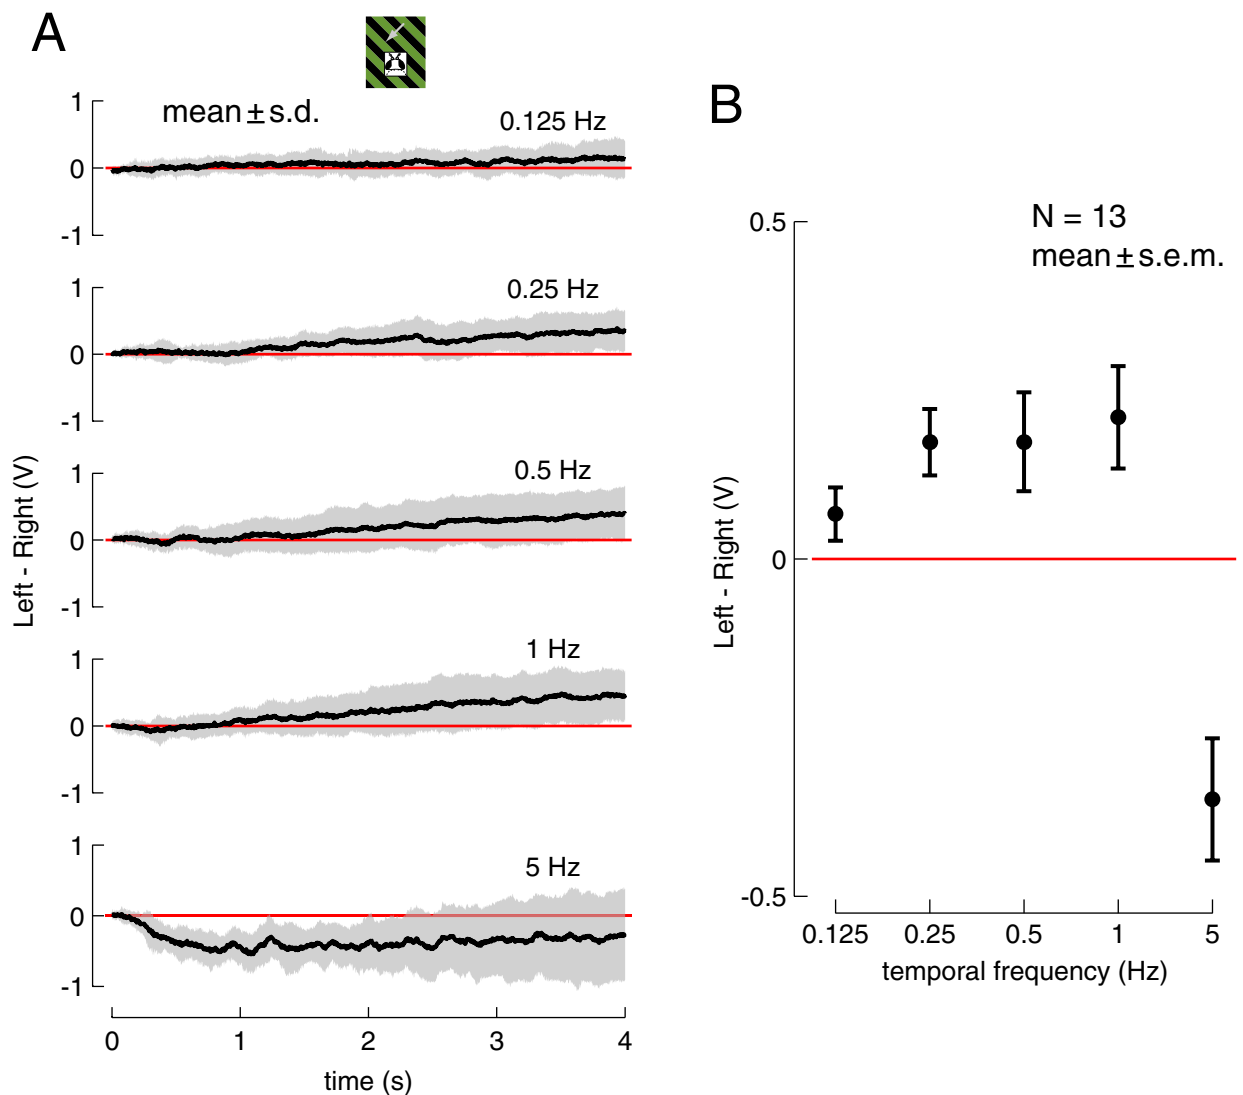 A
mean ± s.d.
0.125 Hz
1
0
-1
0.25 Hz
1
0
-1
0.5 Hz
1
0
-1
1 Hz
1
0
-1
5 Hz
1
0
-1
Left - Right (V)
0 1 2 3 4
time (s)
B
N = 13
mean ± s.e.m.
0.5
0
-0.5
Left - Right (V)
0.125 0.25 0.5 1 5
temporal frequency (Hz)